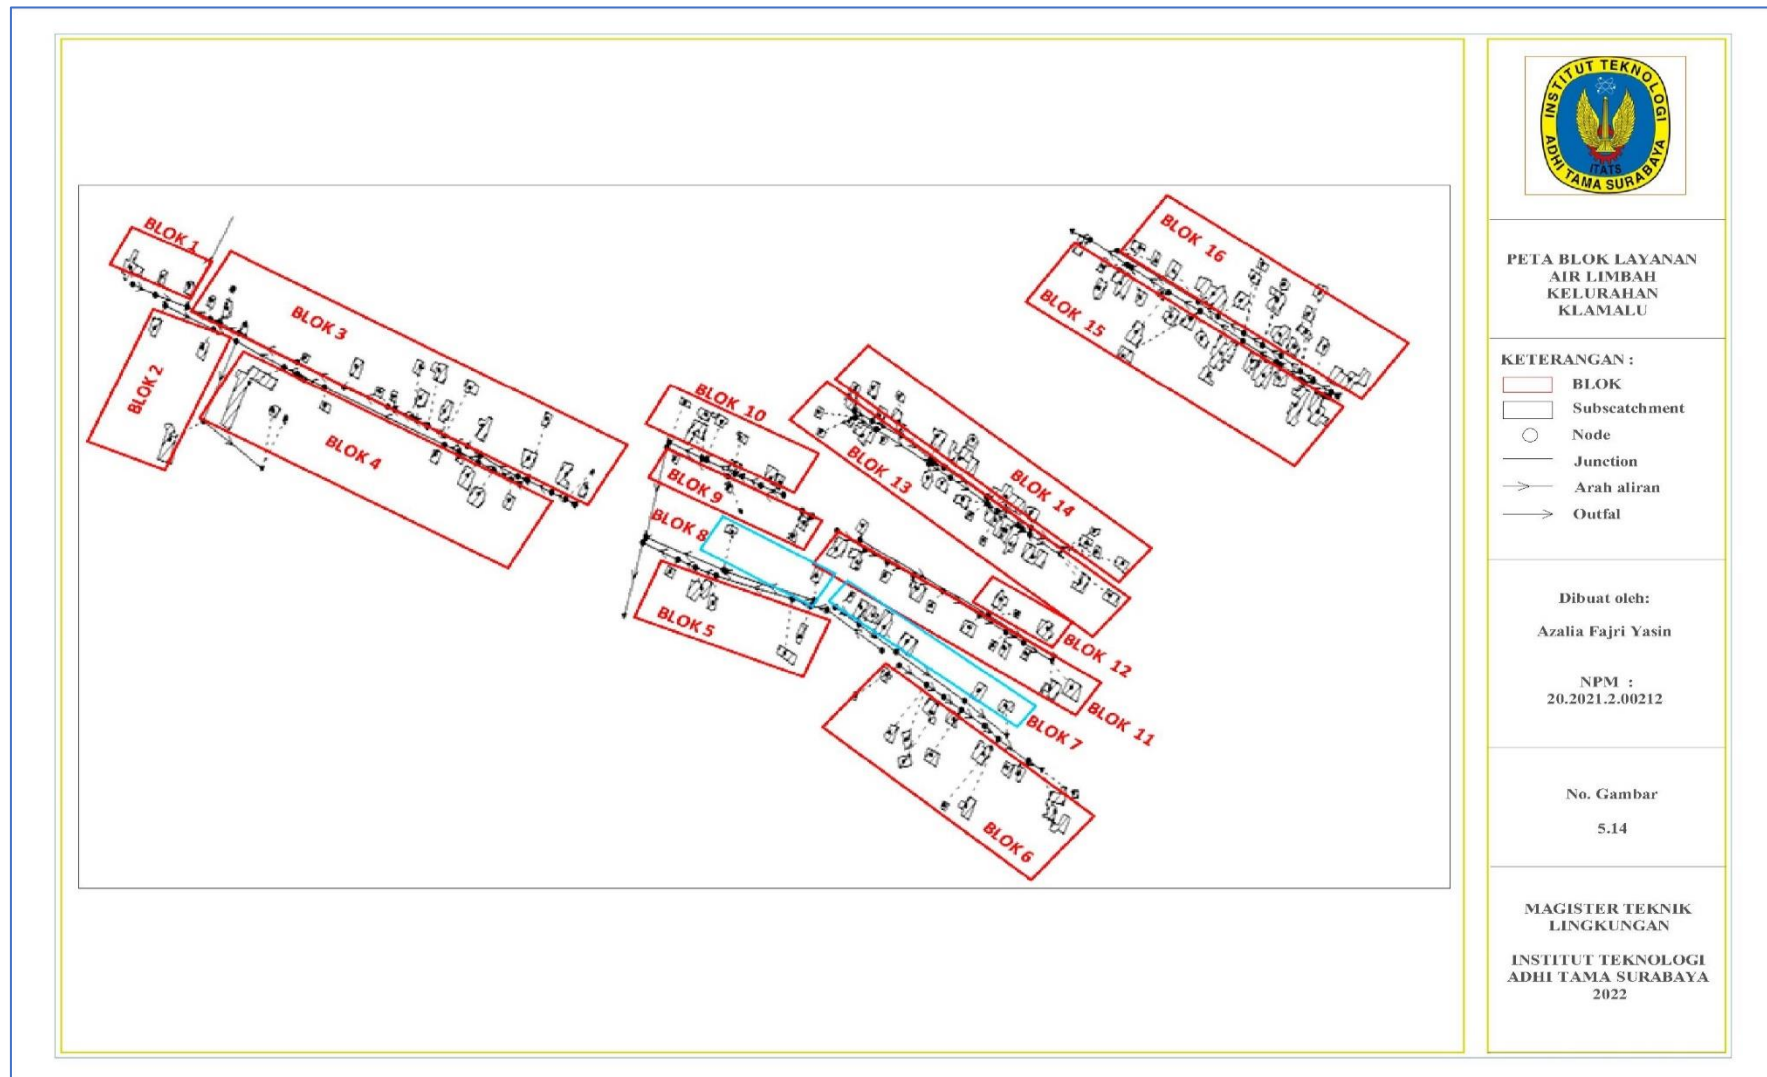 BLOK 1
BLOK 2
BLOK 3
BLOK 4
BLOK 10
BLOK 9
BLOK 8
BLOK 5
BLOK 13
BLOK 14
BLOK 12
BLOK 11
BLOK 7
BLOK 6
BLOK 16
BLOK 15
INSTITUT TEKNOLOGI
ADHI TAMA SURABAYA
ITATS
PETA BLOK LAYANAN
AIR LIMBAH
KELURAHAN
KLAMALU
KETERANGAN :
BLOK
Subscatchment
Node
Junction
Arah aliran
Outfal
Dibuat oleh:
Azalia Fajri Yasin
NPM :
20.2021.2.00212
No. Gambar
5.14
MAGISTER TEKNIK
LINGKUNGAN
INSTITUT TEKNOLOGI
ADHI TAMA SURABAYA
2022